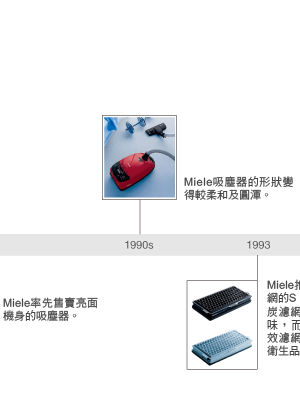 Miele吸塵器的形狀變
得較柔和及圓渾。
1990s
1993
Miele率先售賣亮面
機身的吸塵器。
Miele推
網的S
炭濾網
味，而
效濾網
衛生品